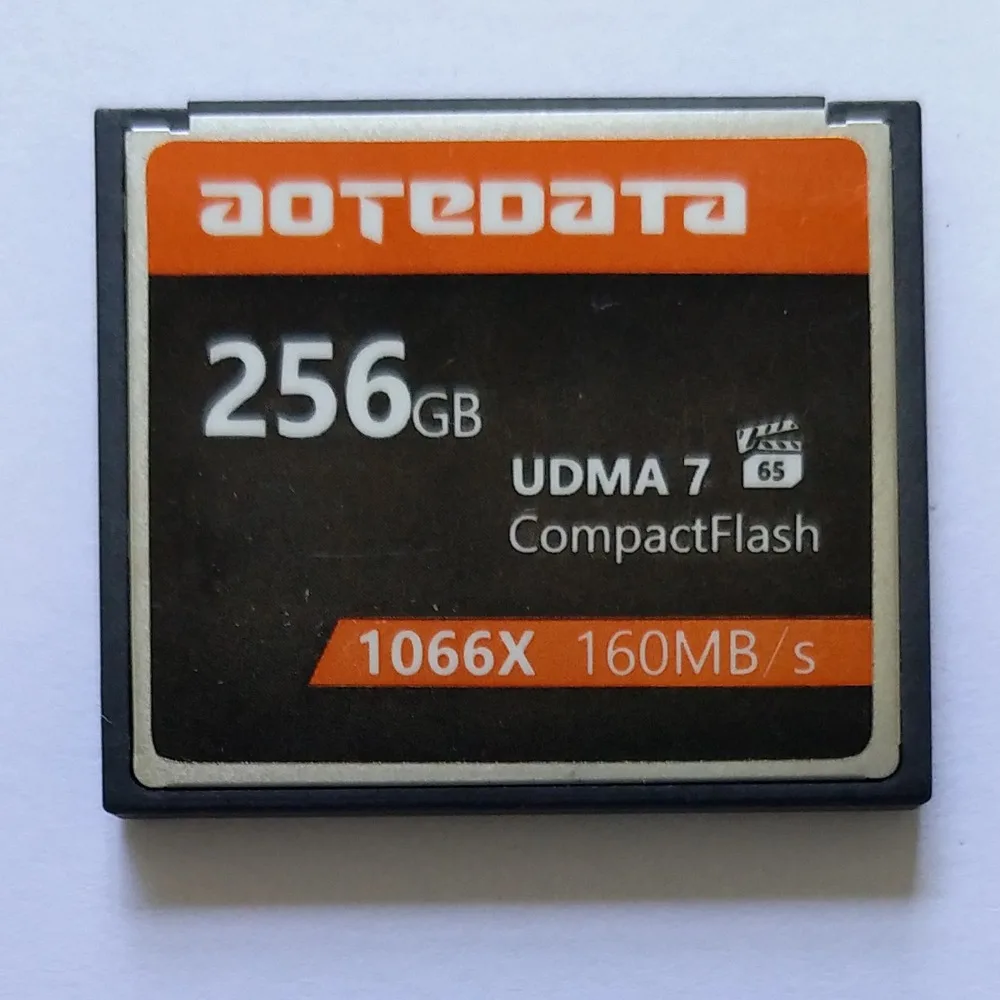 AOTEDATA
256GB
UDMA 7 65
CompactFlash
1066X 160MB/s